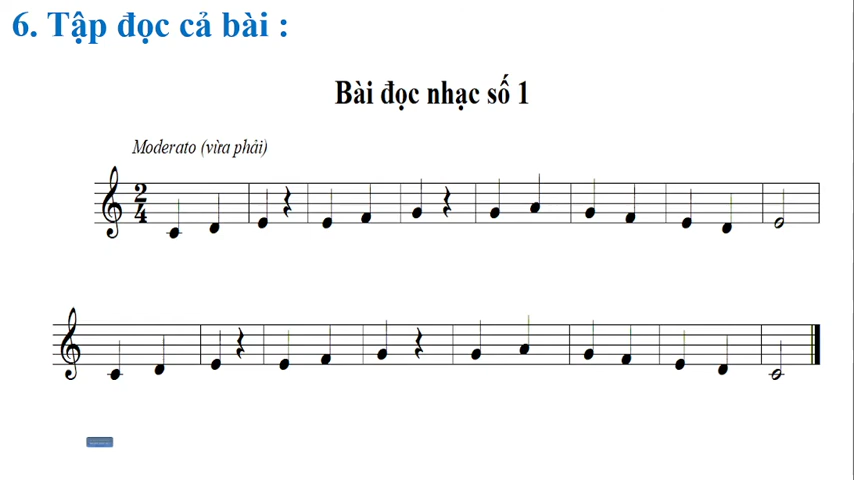 6. Tập đọc cả bài :
Bài đọc nhạc số 1
Moderato (vừa phải)
2
4